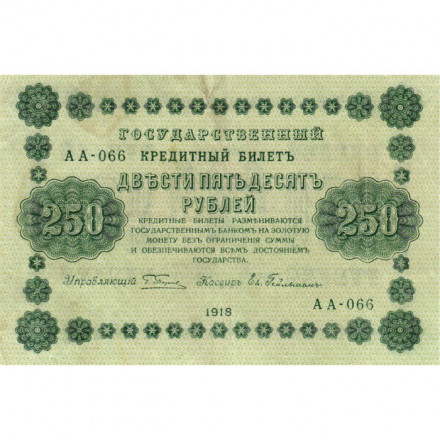 ГОСУДАРСТВЕННЫЙ
АА-066 КРЕДИТНЫЙ БИЛЕТЪ
ДВѢСТИ ПЯТЬДЕСЯТЪ
РУБЛЕЙ
250 250
КРЕДИТНЫЕ БИЛЕТЫ РАЗМѢНИВАЮТСЯ
ГОСУДАРСТВЕННЫМЪ БАНКОМЪ НА ЗОЛОТУЮ
МОНЕТУ БЕЗЪ ОГРАНИЧЕНІЯ СУММЫ
И ОБЕЗПЕЧИВАЮТСЯ ВСѢМЪ ДОСТОЯНІЕМЪ
ГОСУДАРСТВА.
Управляющій Кассиръ
АА-066
1918